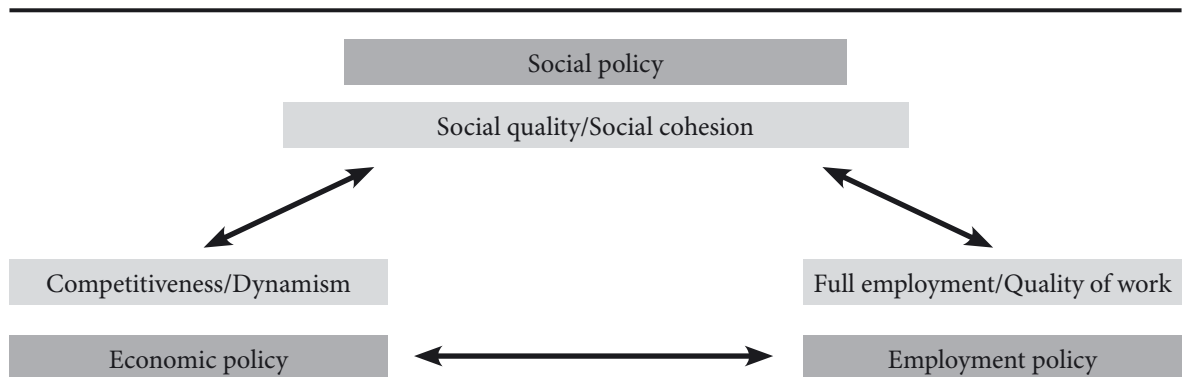 Social policy
Social quality/Social cohesion
Competitiveness/Dynamism
Full employment/Quality of work
Economic policy
Employment policy